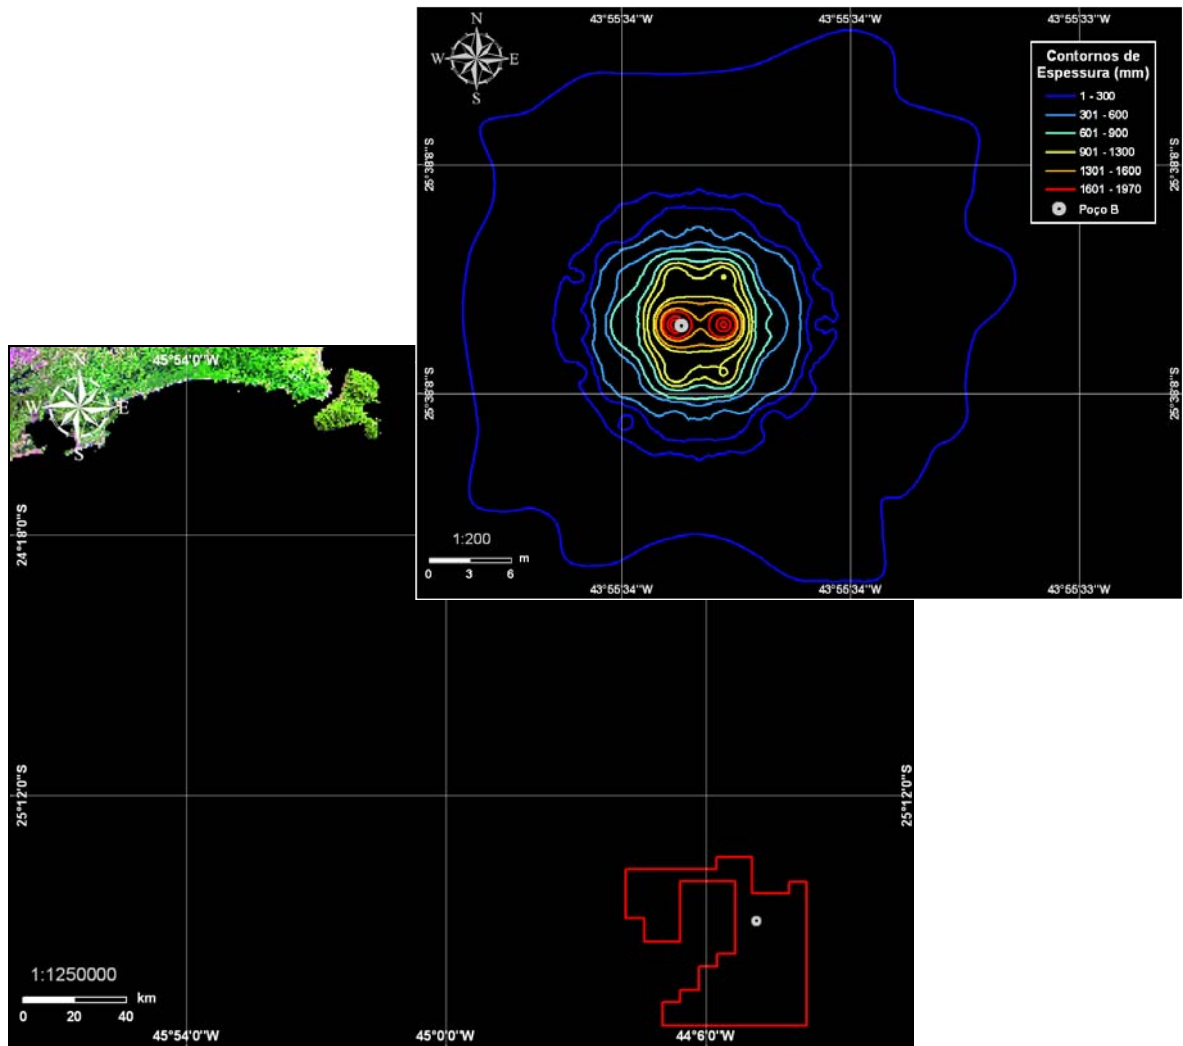 43°55'34''W 43°55'34''W 43°55'33''W
N
W E
S
Contornos de
Espessura (mm)
1 - 300
301 - 600
601 - 900
901 - 1300
1301 - 1600
1601 - 1970
Poço B
25°38'8''S 25°38'8''S
25°38'8''S 25°38'8''S
1:200
m
0 3 6
43°55'34''W 43°55'34''W 43°55'33''W
45°54'0''W
N
W E
S
24°18'0''S
25°12'0''S 25°12'0''S
1:1250000
km
0 20 40
45°54'0''W 45°0'0''W 44°6'0''W